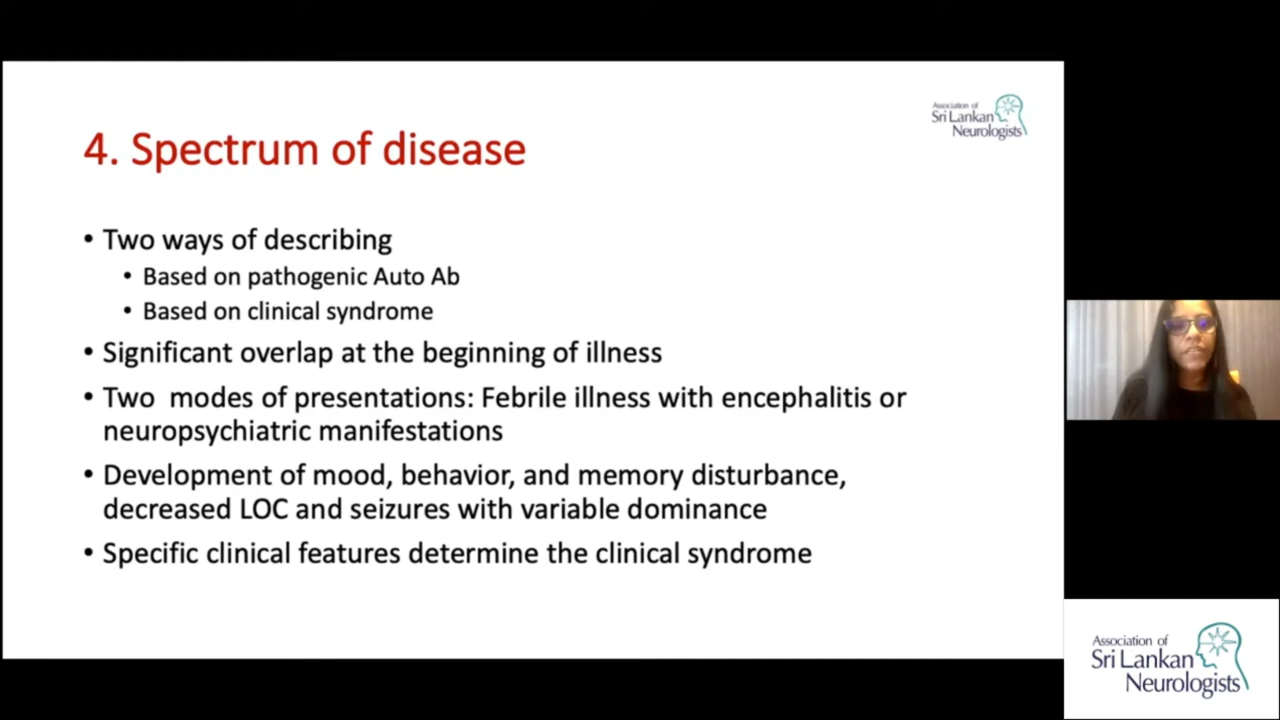 Association of
Sri Lankan
Neurologists
4. Spectrum of disease
• Two ways of describing
• Based on pathogenic Auto Ab
• Based on clinical syndrome
• Significant overlap at the beginning of illness
• Two modes of presentations: Febrile illness with encephalitis or
neuropsychiatric manifestations
• Development of mood, behavior, and memory disturbance,
decreased LOC and seizures with variable dominance
• Specific clinical features determine the clinical syndrome
Association of
Sri Lankan
Neurologists